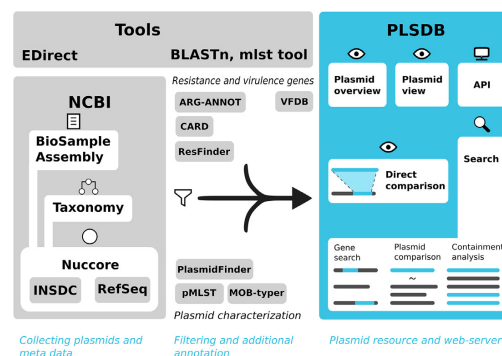 Tools
EDirect
BLASTn, mlst tool
NCBI
BioSample
Assembly
Taxonomy
Nuccore
INSDC
RefSeq
Resistance and virulence genes
ARG-ANNOT
VFDB
CARD
ResFinder
PlasmidFinder
pMLST
MOB-typer
Plasmid characterization
PLSDB
Plasmid
overview
Plasmid
view
API
Search
Direct
comparison
Gene
search
Plasmid
comparison
~
Containment
analysis
Collecting plasmids and
meta data
Filtering and additional
annotation
Plasmid resource and web-server